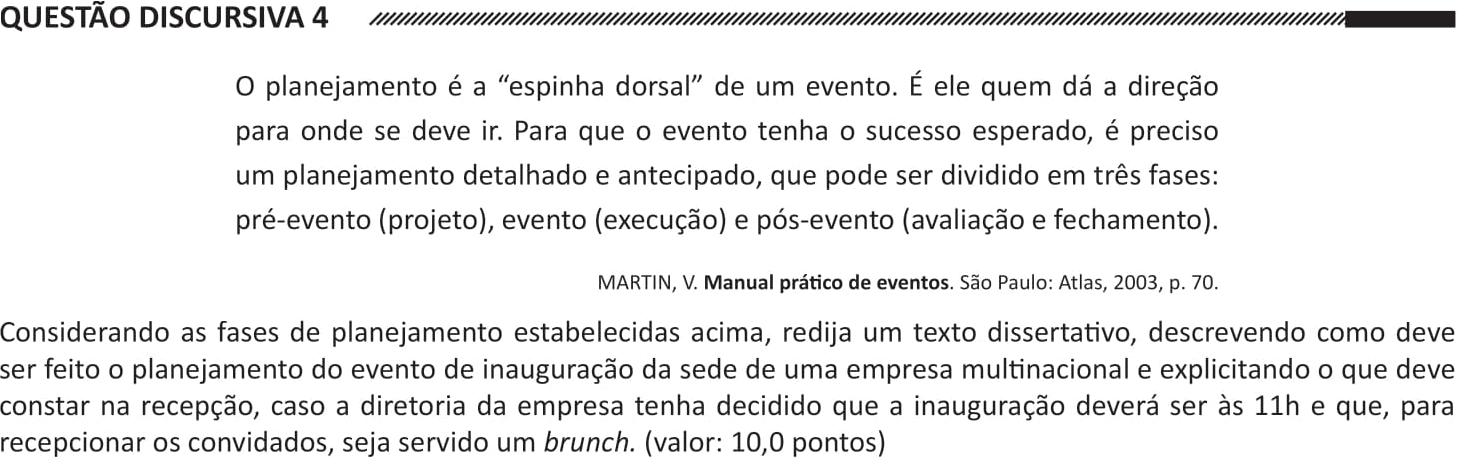 QUESTÃO DISCURSIVA 4
O planejamento é a “espinha dorsal” de um evento. É ele quem dá a direção
para onde se deve ir. Para que o evento tenha o sucesso esperado, é preciso
um planejamento detalhado e antecipado, que pode ser dividido em três fases:
pré-evento (projeto), evento (execução) e pós-evento (avaliação e fechamento).
MARTIN, V. Manual prático de eventos. São Paulo: Atlas, 2003, p. 70.
Considerando as fases de planejamento estabelecidas acima, redija um texto dissertativo, descrevendo como deve
ser feito o planejamento do evento de inauguração da sede de uma empresa multinacional e explicitando o que deve
constar na recepção, caso a diretoria da empresa tenha decidido que a inauguração deverá ser às 11h e que, para
recepcionar os convidados, seja servido um brunch. (valor: 10,0 pontos)